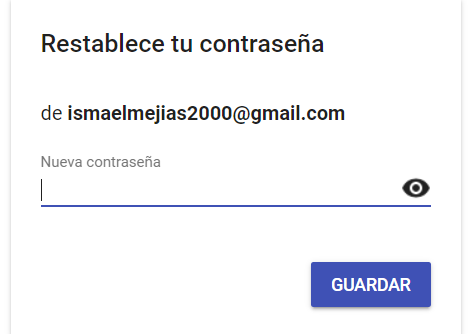 Restablece tu contraseña
de ismaelmejias2000@gmail.com
Nueva contraseña
GUARDAR